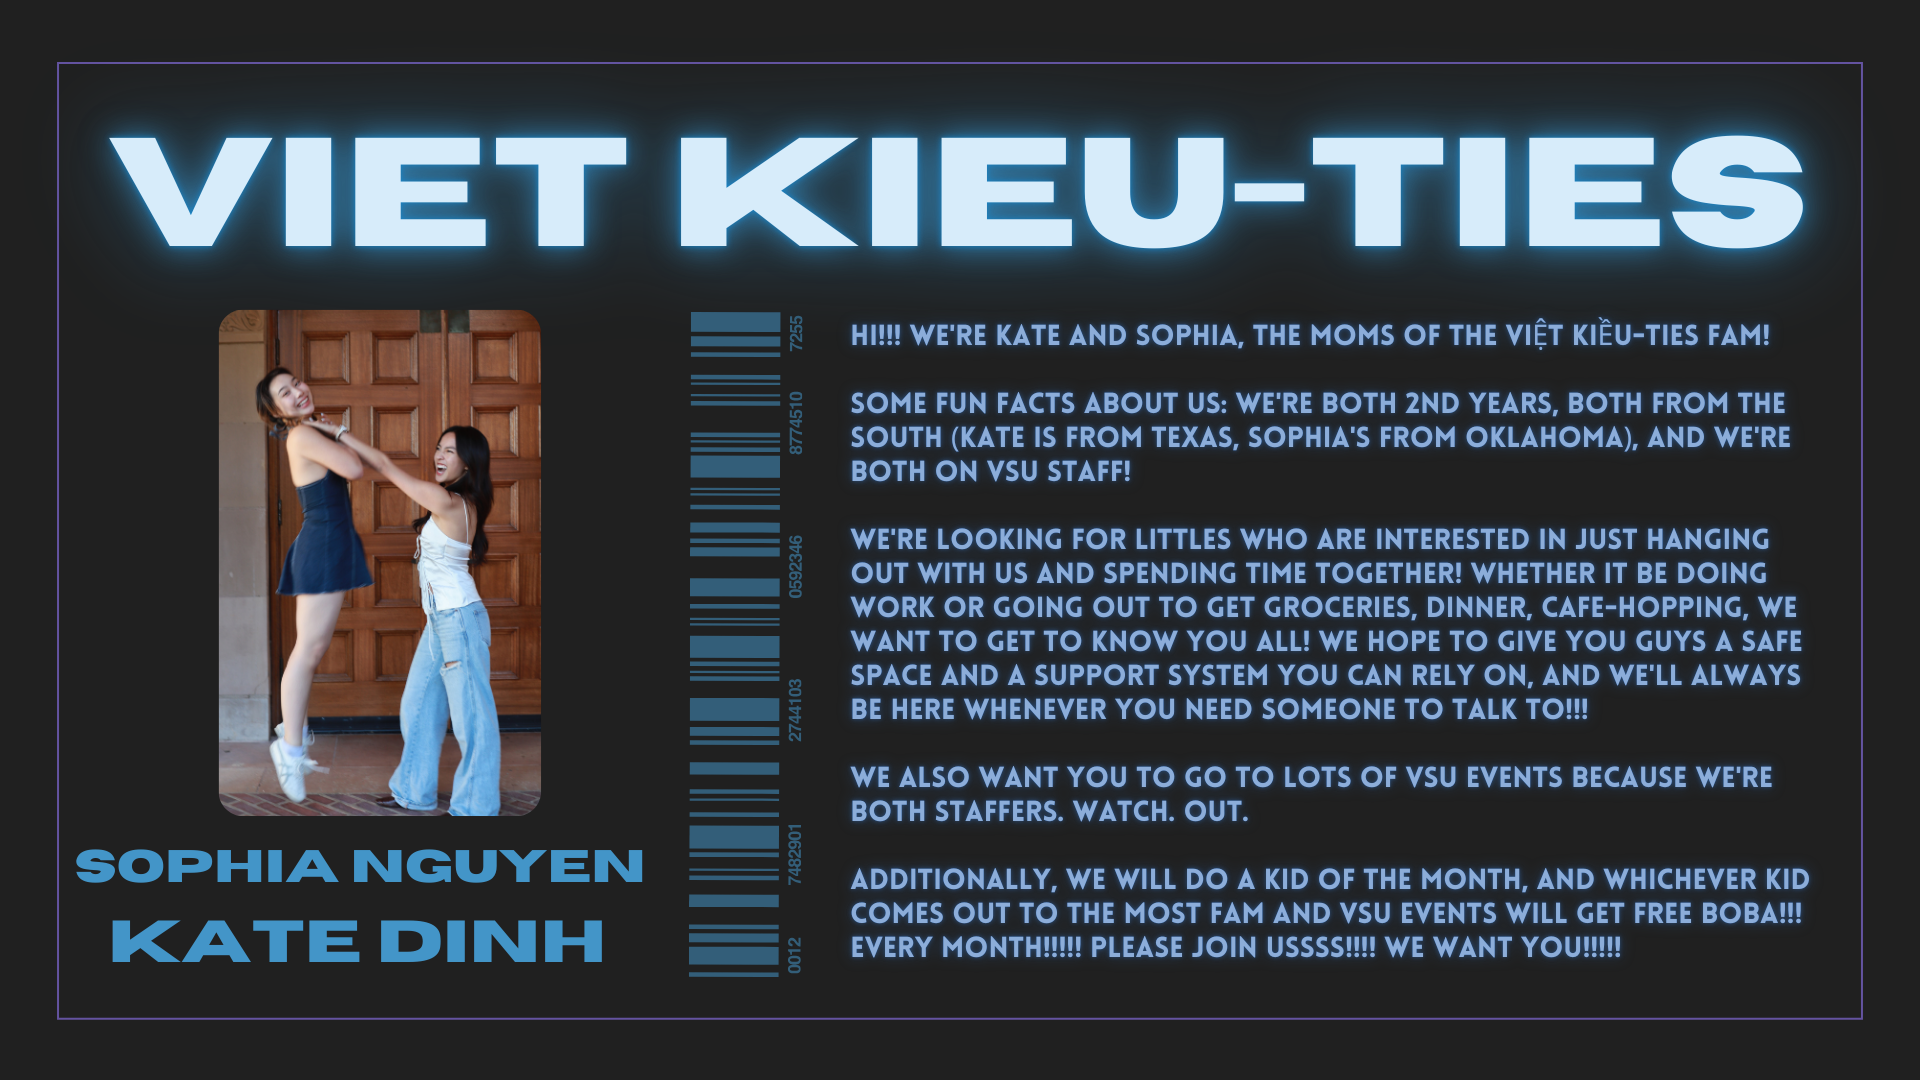 VIET KIEU-TIES
HI!!! WE'RE KATE AND SOPHIA, THE MOMS OF THE VIỆT KIỀU-TIES FAM!
SOME FUN FACTS ABOUT US: WE'RE BOTH 2ND YEARS, BOTH FROM THE
SOUTH (KATE IS FROM TEXAS, SOPHIA'S FROM OKLAHOMA), AND WE'RE
BOTH ON VSU STAFF!
WE'RE LOOKING FOR LITTLES WHO ARE INTERESTED IN JUST HANGING
OUT WITH US AND SPENDING TIME TOGETHER! WHETHER IT BE DOING
WORK OR GOING OUT TO GET GROCERIES, DINNER, CAFE-HOPPING, WE
WANT TO GET TO KNOW YOU ALL! WE HOPE TO GIVE YOU GUYS A SAFE
SPACE AND A SUPPORT SYSTEM YOU CAN RELY ON, AND WE'LL ALWAYS
BE HERE WHENEVER YOU NEED SOMEONE TO TALK TO!!!
WE ALSO WANT YOU TO GO TO LOTS OF VSU EVENTS BECAUSE WE'RE
BOTH STAFFERS. WATCH. OUT.
ADDITIONALLY, WE WILL DO A KID OF THE MONTH, AND WHICHEVER KID
COMES OUT TO THE MOST FAM AND VSU EVENTS WILL GET FREE BOBA!!!
EVERY MONTH!!!!! PLEASE JOIN USSSS!!!! WE WANT YOU!!!!!
SOPHIA NGUYEN
KATE DINH
7255
8774510
0592346
2744103
7482901
0012